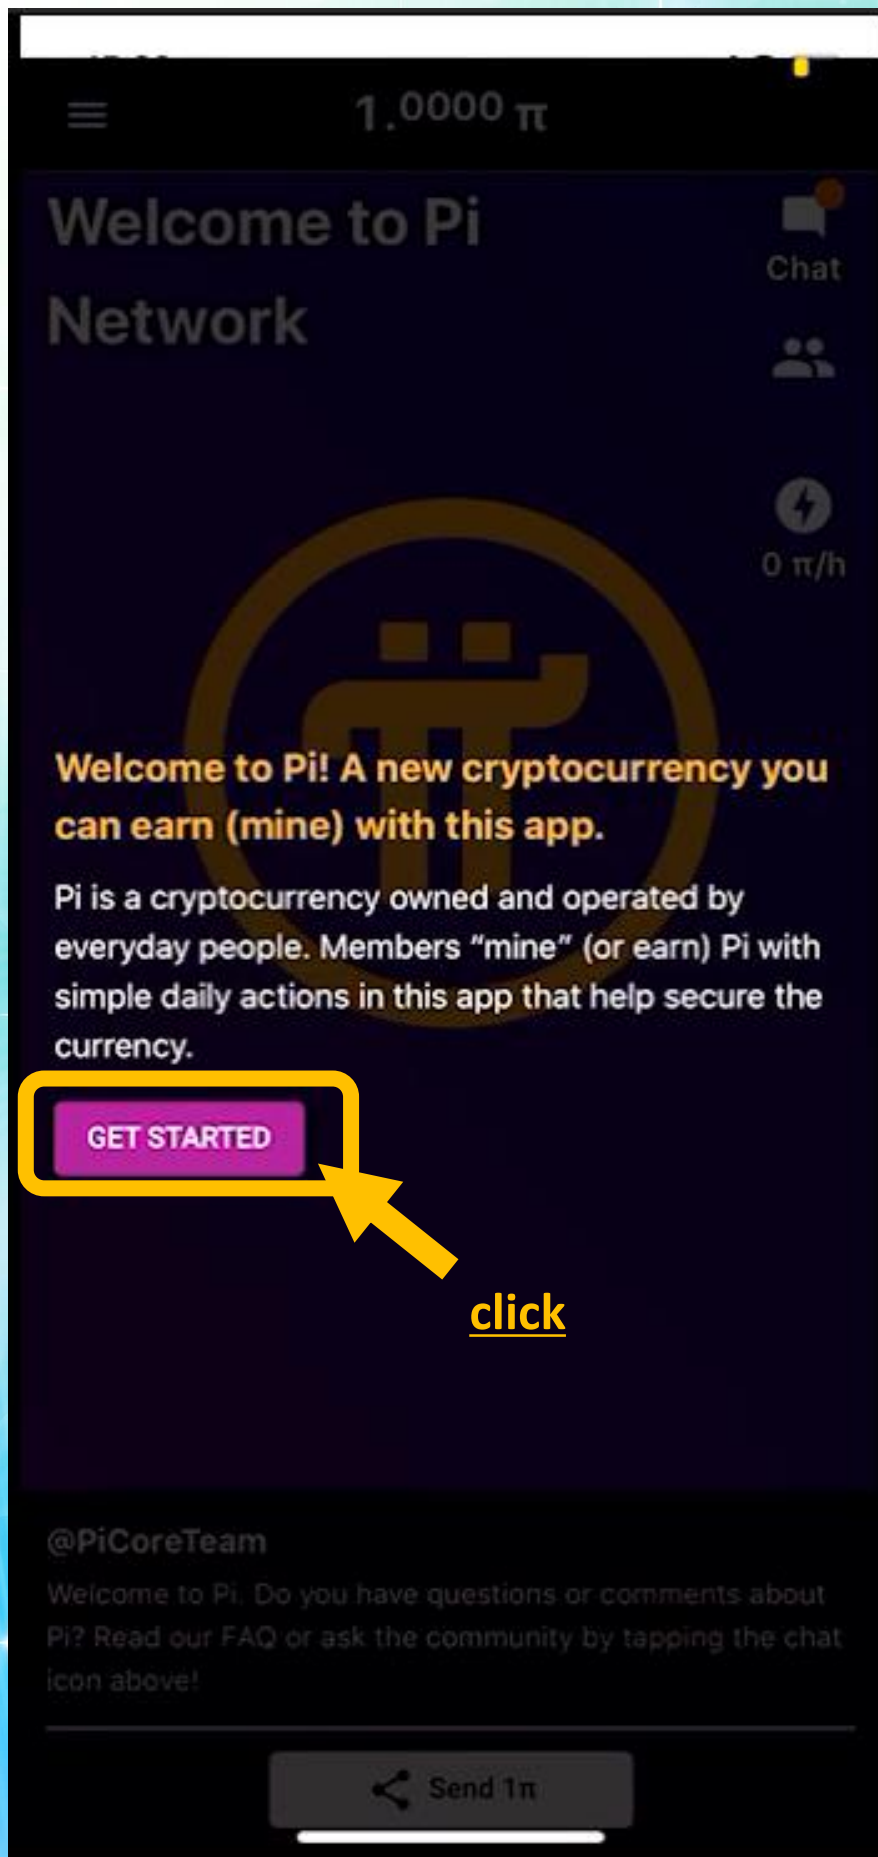 1.0000 π
Welcome to Pi
Network
Chat
0 π/h
Welcome to Pi! A new cryptocurrency you
can earn (mine) with this app.
Pi is a cryptocurrency owned and operated by
everyday people. Members “mine” (or earn) Pi with
simple daily actions in this app that help secure the
currency.
GET STARTED
click
@PiCoreTeam
Welcome to Pi. Do you have questions or comments about
Pi? Read our FAQ or ask the community by tapping the chat
icon above!
Send 1π